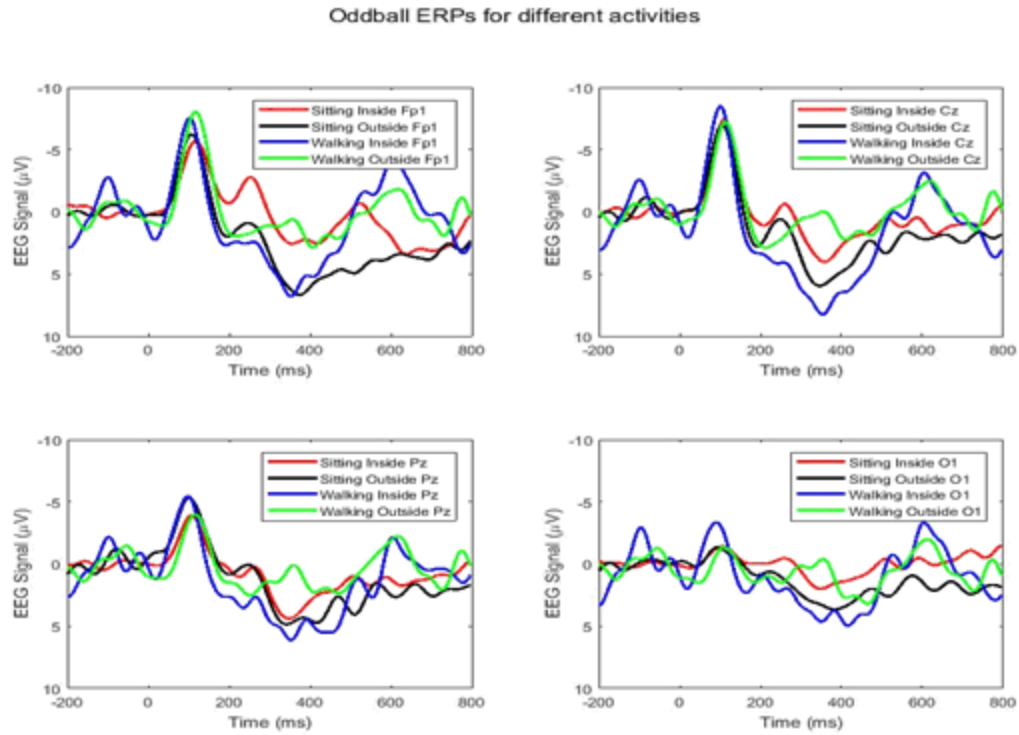 Oddball ERPs for different activities
-10
-5
0
5
10
EEG Signal (μV)
Sitting Inside Fp1
Sitting Outside Fp1
Walking Inside Fp1
Walking Outside Fp1
-200 0 200 400 600 800
Time (ms)
-10
-5
0
5
10
EEG Signal (μV)
Sitting Inside Cz
Sitting Outside Cz
Walkiing Inside Cz
Walking Outside Cz
-200 0 200 400 600 800
Time (ms)
-10
-5
0
5
10
EEG Signal (μV)
Sitting Inside Pz
Sitting Outside Pz
Walking Inside Pz
Walking Outside Pz
-200 0 200 400 600 800
Time (ms)
-10
-5
0
5
10
EEG Signal (μV)
Sitting Inside O1
Sitting Outside O1
Walking Inside O1
Walking Outside O1
-200 0 200 400 600 800
Time (ms)